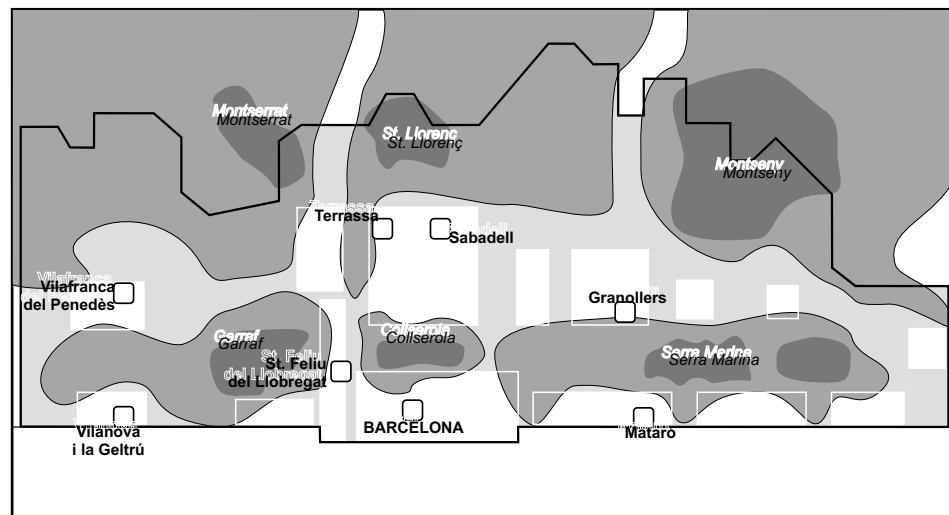 Montserrat
St. Llorenç
Montseny
Terrassa
Sabadell
Vilafranca
del Penedès
Granollers
Garraf
Collserola
St. Feliu
del Llobregat
Serra Marina
Vilanova
i la Geltrú
BARCELONA
Mataró